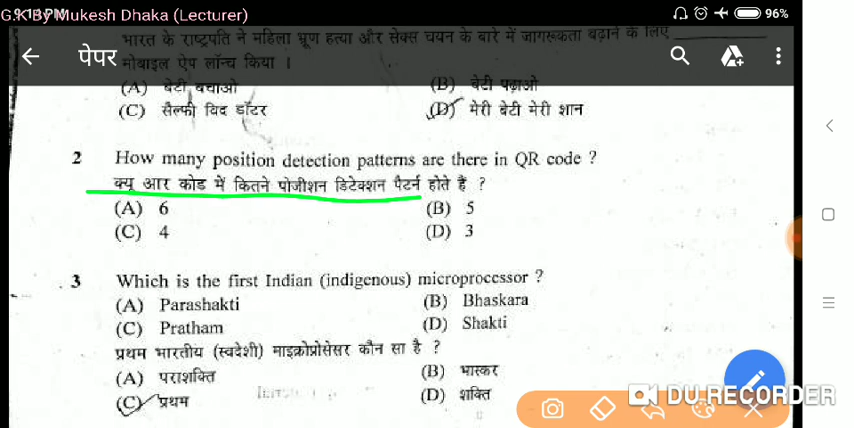 G.K By Mukesh Dhaka (Lecturer)
96%
भारत के राष्ट्रपति ने महिला भ्रूण हत्या और सेक्स चयन के बारे में जागरूकता बढ़ाने के लिए
पेपर
मोबाइल ऐप लॉन्च किया ।
(A) बेटी बचाओ (B) बेटी पढ़ाओ
(C) सैल्फी विद डॉटर (D) मेरी बेटी मेरी शान
2 How many position detection patterns are there in QR code ?
क्यू आर कोड में कितने पोजीशन डिटेक्शन पैटर्न होते हैं ?
(A) 6 (B) 5
(C) 4 (D) 3
3 Which is the first Indian (indigenous) microprocessor ?
(A) Parashakti (B) Bhaskara
(C) Pratham (D) Shakti
प्रथम भारतीय (स्वदेशी) माइक्रोप्रोसेसर कौन सा है ?
(A) पराशक्ति (B) भास्कर
(C) प्रथम (D) शक्ति
DU RECORDER